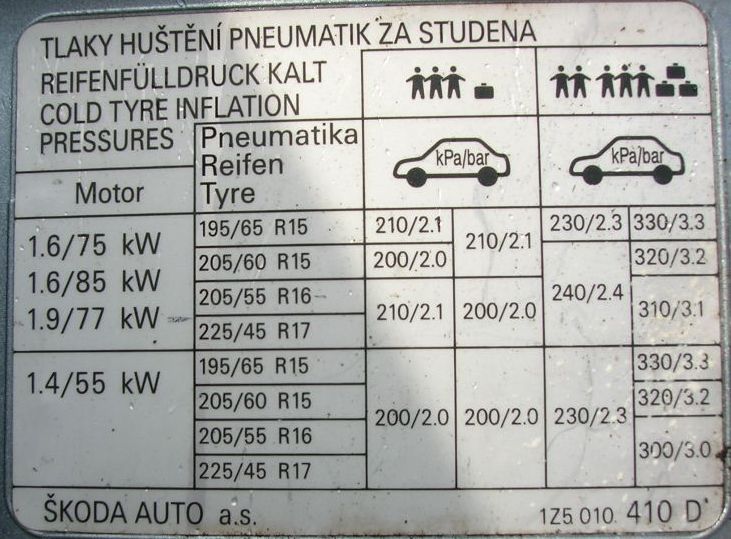 TLAKY HUŠTĚNÍ PNEUMATIK ZA STUDENA
REIFENFÜLLDRUCK KALT
COLD TYRE INFLATION
PRESSURES
Pneumatika
Reifen
Tyre
kPa/bar kPa/bar
Motor
1.6/75 kW
1.6/85 kW
1.9/77 kW
195/65 R15 210/2.1 210/2.1 230/2.3 330/3.3
205/60 R15 200/2.0 240/2.4 320/3.2
205/55 R16 210/2.1 200/2.0 310/3.1
225/45 R17
1.4/55 kW
195/65 R15 200/2.0 200/2.0 230/2.3 330/3.3
205/60 R15 320/3.2
205/55 R16 300/3.0
225/45 R17
ŠKODA AUTO a.s. 1Z5 010 410 D